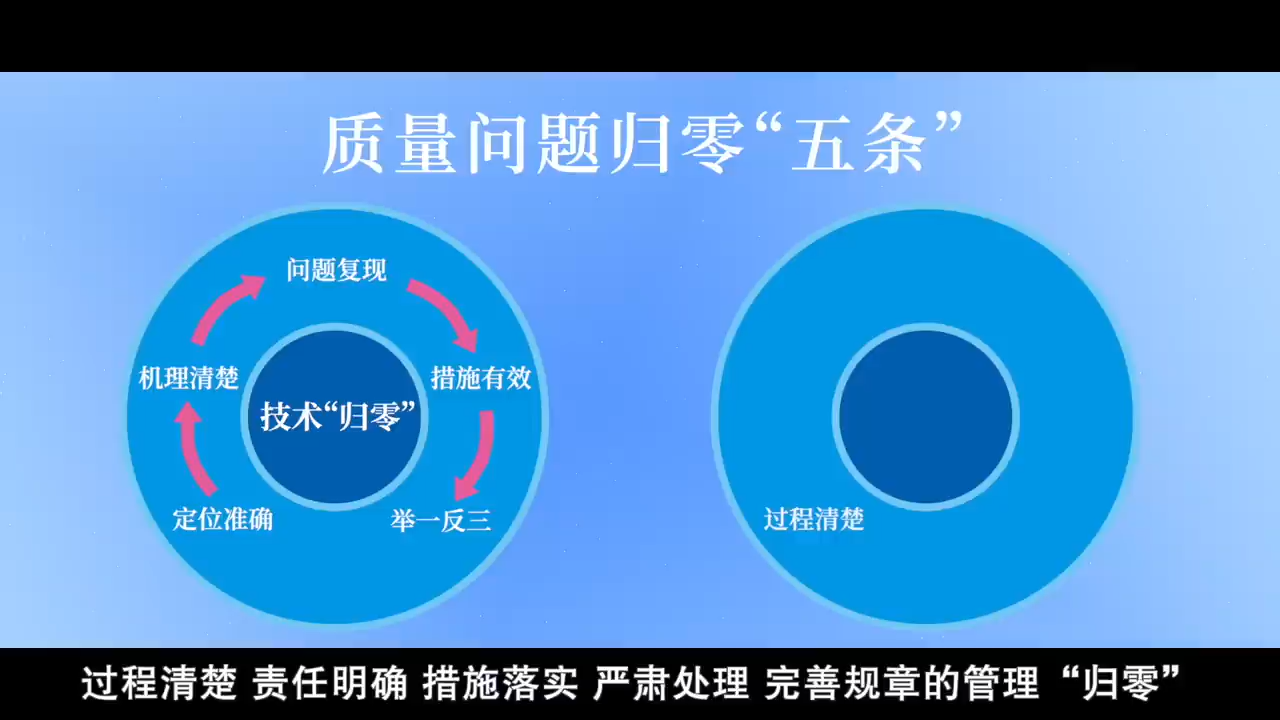 质量问题归零“五条”
问题复现
机理清楚
措施有效
技术“归零”
定位准确
举一反三
过程清楚
过程清楚 责任明确 措施落实 严肃处理 完善规章的管理“归零”